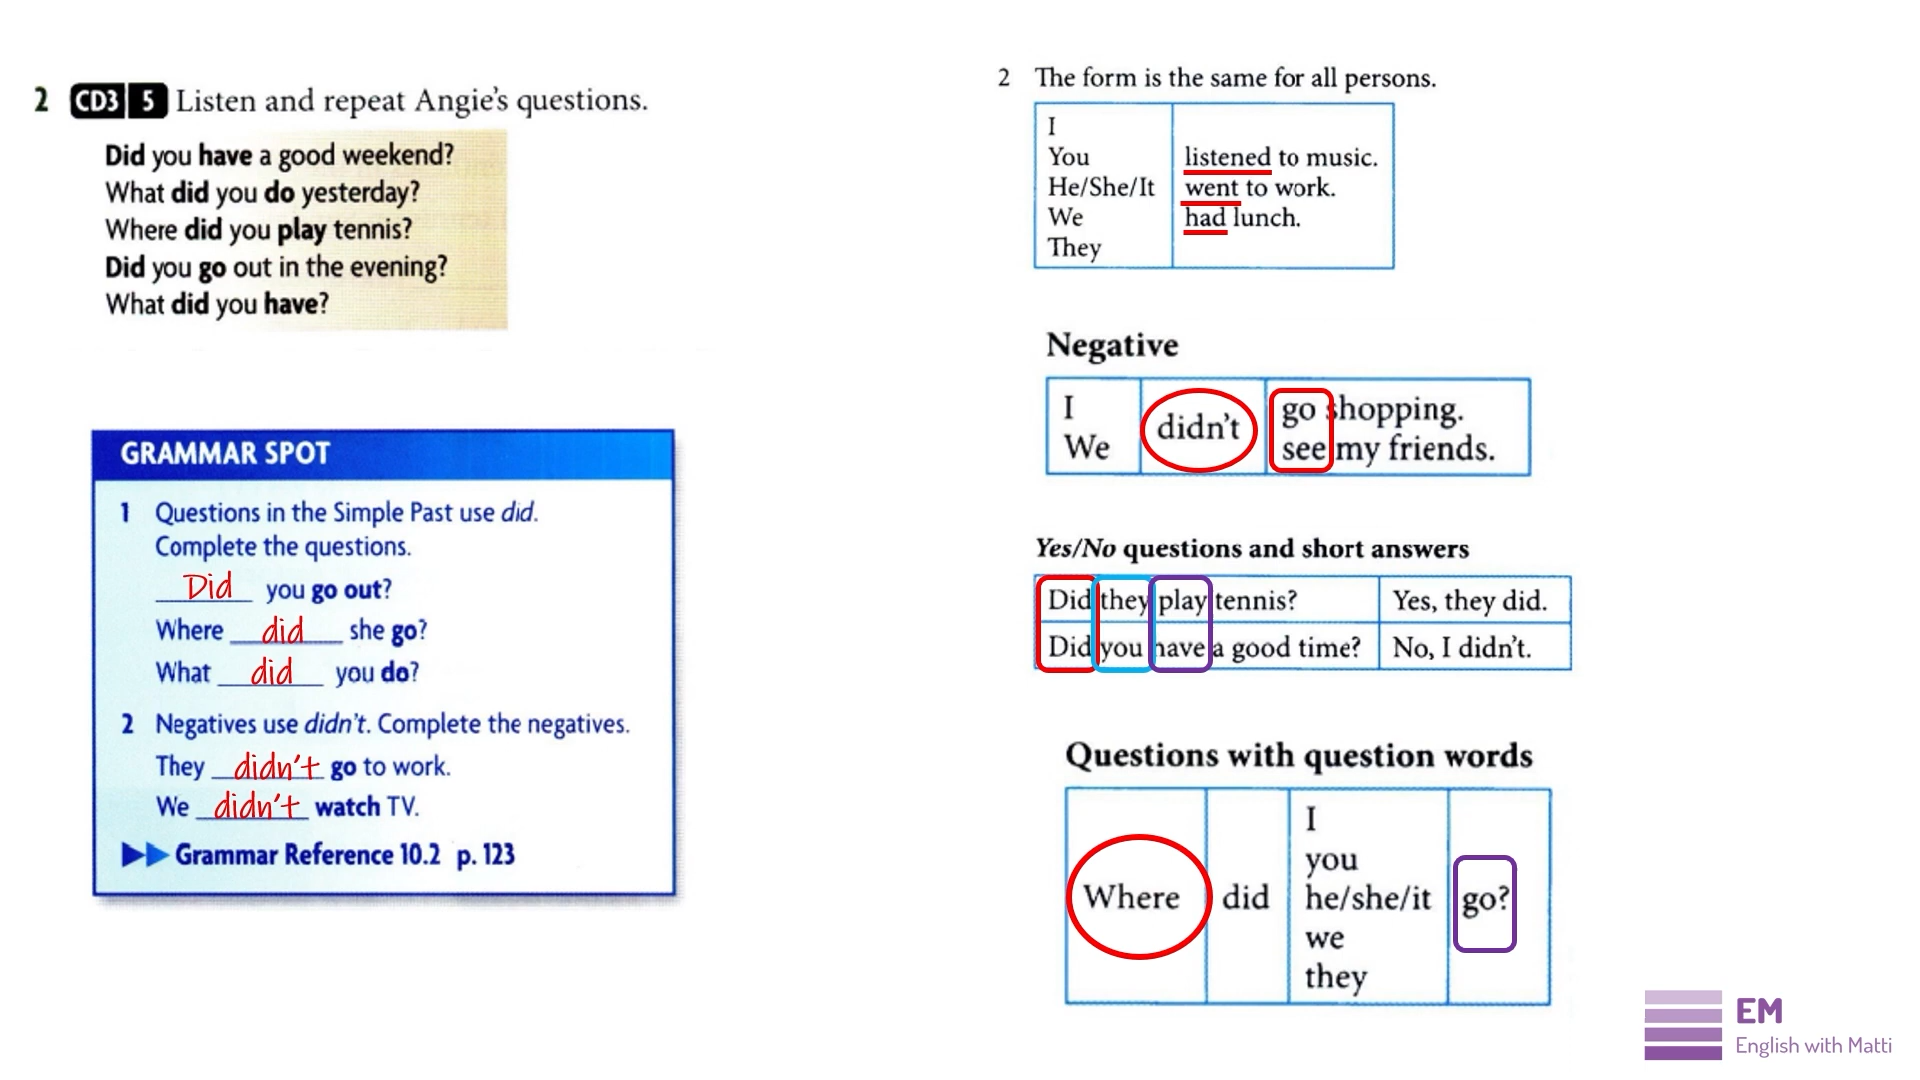 2 CD3 5 Listen and repeat Angie's questions.
Did you have a good weekend?
What did you do yesterday?
Where did you play tennis?
Did you go out in the evening?
What did you have?
GRAMMAR SPOT
1 Questions in the Simple Past use did.
Complete the questions.
Did you go out?
Where did she go?
What did you do?
2 Negatives use didn't. Complete the negatives.
They didn't go to work.
We didn't watch TV.
Grammar Reference 10.2 p. 123
2 The form is the same for all persons.
I
You
He/She/It
We
They
listened to music.
went to work.
had lunch.
Negative
I
We
didn't
go shopping.
see my friends.
Yes/No questions and short answers
Did they play tennis? Yes, they did.
Did you have a good time? No, I didn't.
Questions with question words
Where
did
I
you
he/she/it
we
they
go?
EM
English with Matti